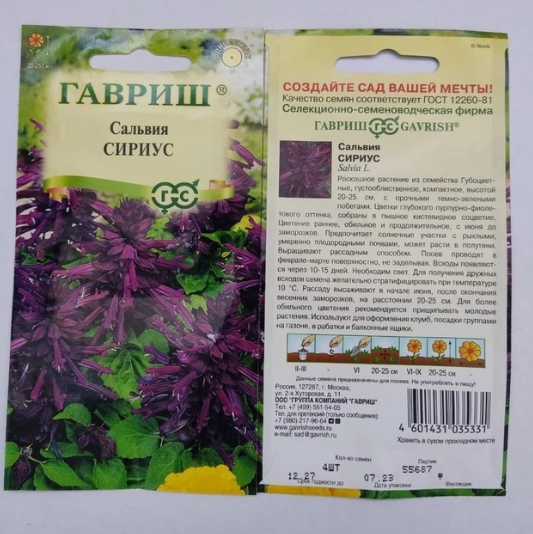 20-25 см
ГАВРИШ®
Сальвия
СИРИУС
СОЗДАЙТЕ САД ВАШЕЙ МЕЧТЫ!
Качество семян соответствует ГОСТ 12260-81
Селекционно-семеноводческая фирма
ГАВРИШ GAVRISH®
Сальвия
СИРИУС
Salvia L.
Роскошное растение из семейства Губоцвет-
ные, густооблиственное, компактное, высотой
20-25 см, с прочными темно-зелеными
побегами. Цветки глубокого пурпурно-фиоле-
тового оттенка, собраны в пышное кистевидное соцветие.
Цветение раннее, обильное и продолжительное, с июня до
заморозков. Предпочитает солнечные участки с рыхлыми,
умеренно плодородными почвами, может расти в полутени.
Выращивают рассадным способом. Посев проводят в
феврале-марте поверхностно, не заделывая. Всходы появляют-
ся через 10-15 дней. Необходим свет. Для получения дружных
всходов семена желательно стратифицировать при температуре
10 °С. Рассаду высаживают в начале июня, после окончания
весенних заморозков, на расстоянии 20-25 см. Для более
обильного цветения рекомендуется прищипывать молодые
растения. Используют для оформления клумб, посадки группами
на газоне, в рабатки и балконные ящики.
II-III - VI 20-25 см VI-IX 20-25 см -
Данные семена предназначены для посева. Не употреблять в пищу!
Россия, 127287, г. Москва,
ул. 2-я Хуторская, д. 11
ООО "ГРУППА КОМПАНИЙ "ГАВРИШ"
Тел. +7 (499) 551-54-05
Тел. для претензий (только сообщения):
+7 (980) 217-96-64
www.gavrishseeds.ru
e-mail: sad@gavrish.ru
4 601431 035331
Хранить в сухом прохладном месте
Кол-во семян Партия
4ШТ 55687
12.27 07.23
Срок годности до Дата упаковки Фасовщик